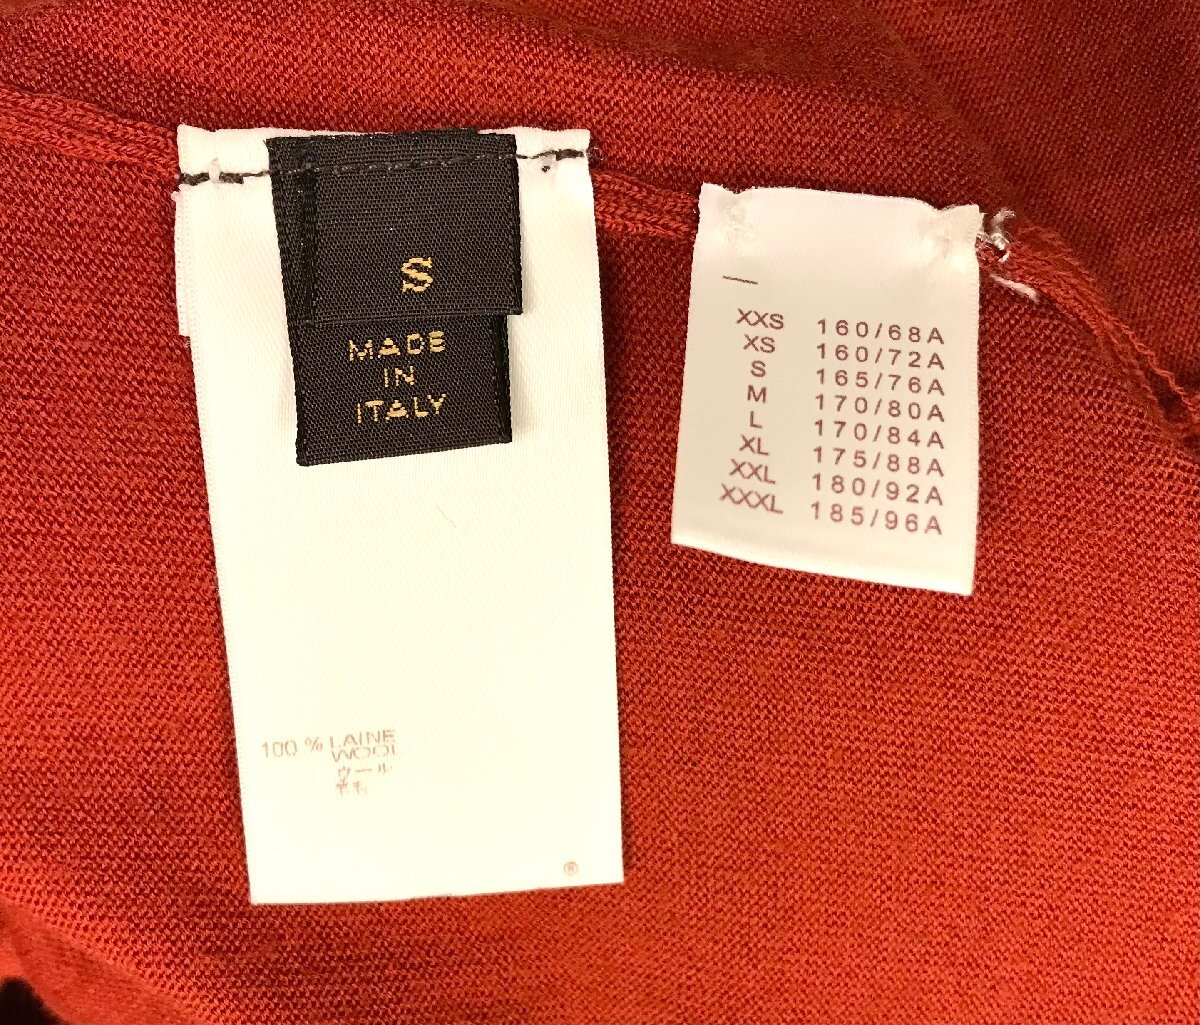 S
MADE
IN
ITALY
100 % LAINE
WOOL
ウール
羊毛
®
XXS 160/68A
XS 160/72A
S 165/76A
M 170/80A
L 170/84A
XL 175/88A
XXL 180/92A
XXXL 185/96A